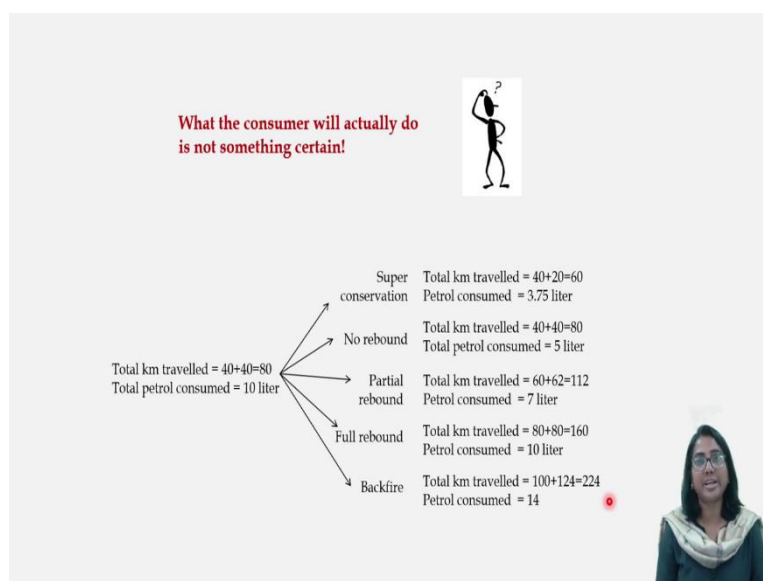 ?
What the consumer will actually do
is not something certain!
Total km travelled = 40+40=80
Total petrol consumed = 10 liter
Super
conservation
Total km travelled = 40+20=60
Petrol consumed = 3.75 liter
No rebound
Total km travelled = 40+40=80
Total petrol consumed = 5 liter
Partial
rebound
Total km travelled = 60+62=112
Petrol consumed = 7 liter
Full rebound
Total km travelled = 80+80=160
Petrol consumed = 10 liter
Backfire
Total km travelled = 100+124=224
Petrol consumed = 14